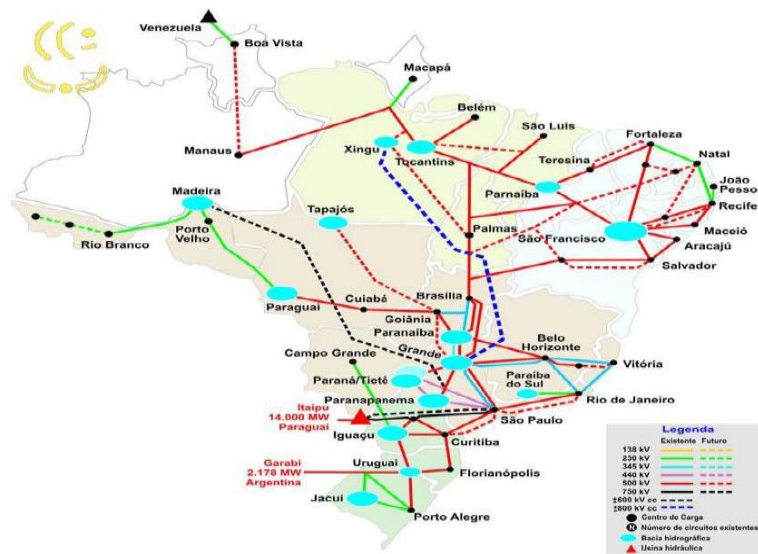 Venezuela
Boa Vista
Macapá
Belém
São Luis
Fortaleza
Xingu
Tocantins
Teresina
Natal
Manaus
João
Pesso
Parnaíba
Recife
Madeira
Tapajós
Maceió
Palmas
São Francisco
Aracajú
Rio Branco
Porto
Velho
Salvador
Cuiabá
Brasília
Paraguai
Goiânia
Paranaíba
Belo
Horizonte
Campo Grande
Grande
Vitória
Paraná/Tietê
Paraíba
do Sul
Paranapanema
Itaipu
14.000 MW
Paraguai
São Paulo
Rio de Janeiro
Iguaçu
Curitiba
Garabi
2.178 MW
Argentina
Uruguai
Florianópolis
Jacuí
Porto Alegre
Legenda
Existente Futuro
138 kV
230 kV
345 kV
440 kV
500 kV
750 kV
±600 kV cc
±800 kV cc
Centro de Carga
N Número de circuitos existentes
Bacia hidrográfica
Usina hidráulica